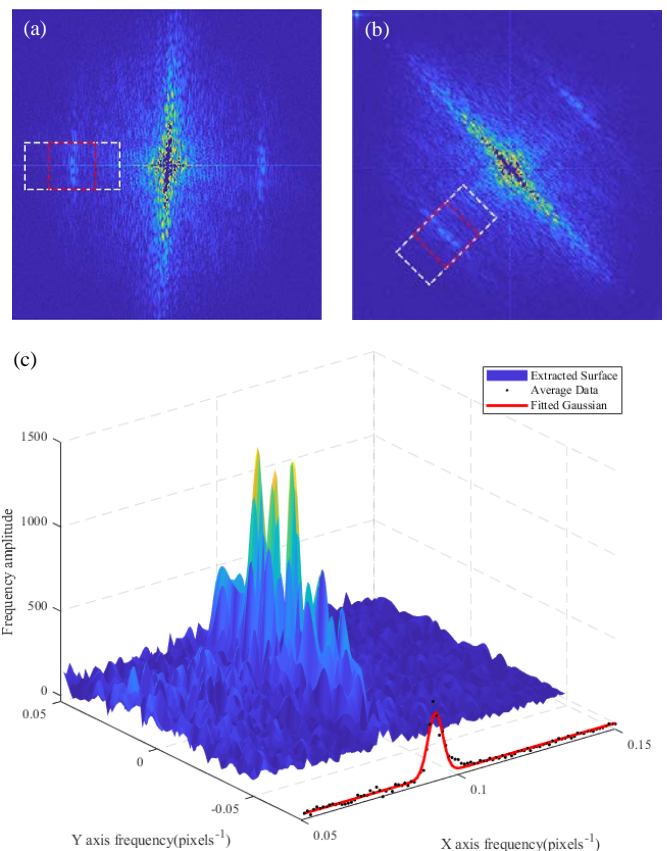 (a)
(b)
(c)
Extracted Surface
Average Data
Fitted Gaussian
1500
1000
500
0
Frequency amplitude
0.05
0
-0.05
Y axis frequency(pixels⁻¹)
0.05
0.1
0.15
X axis frequency(pixels⁻¹)